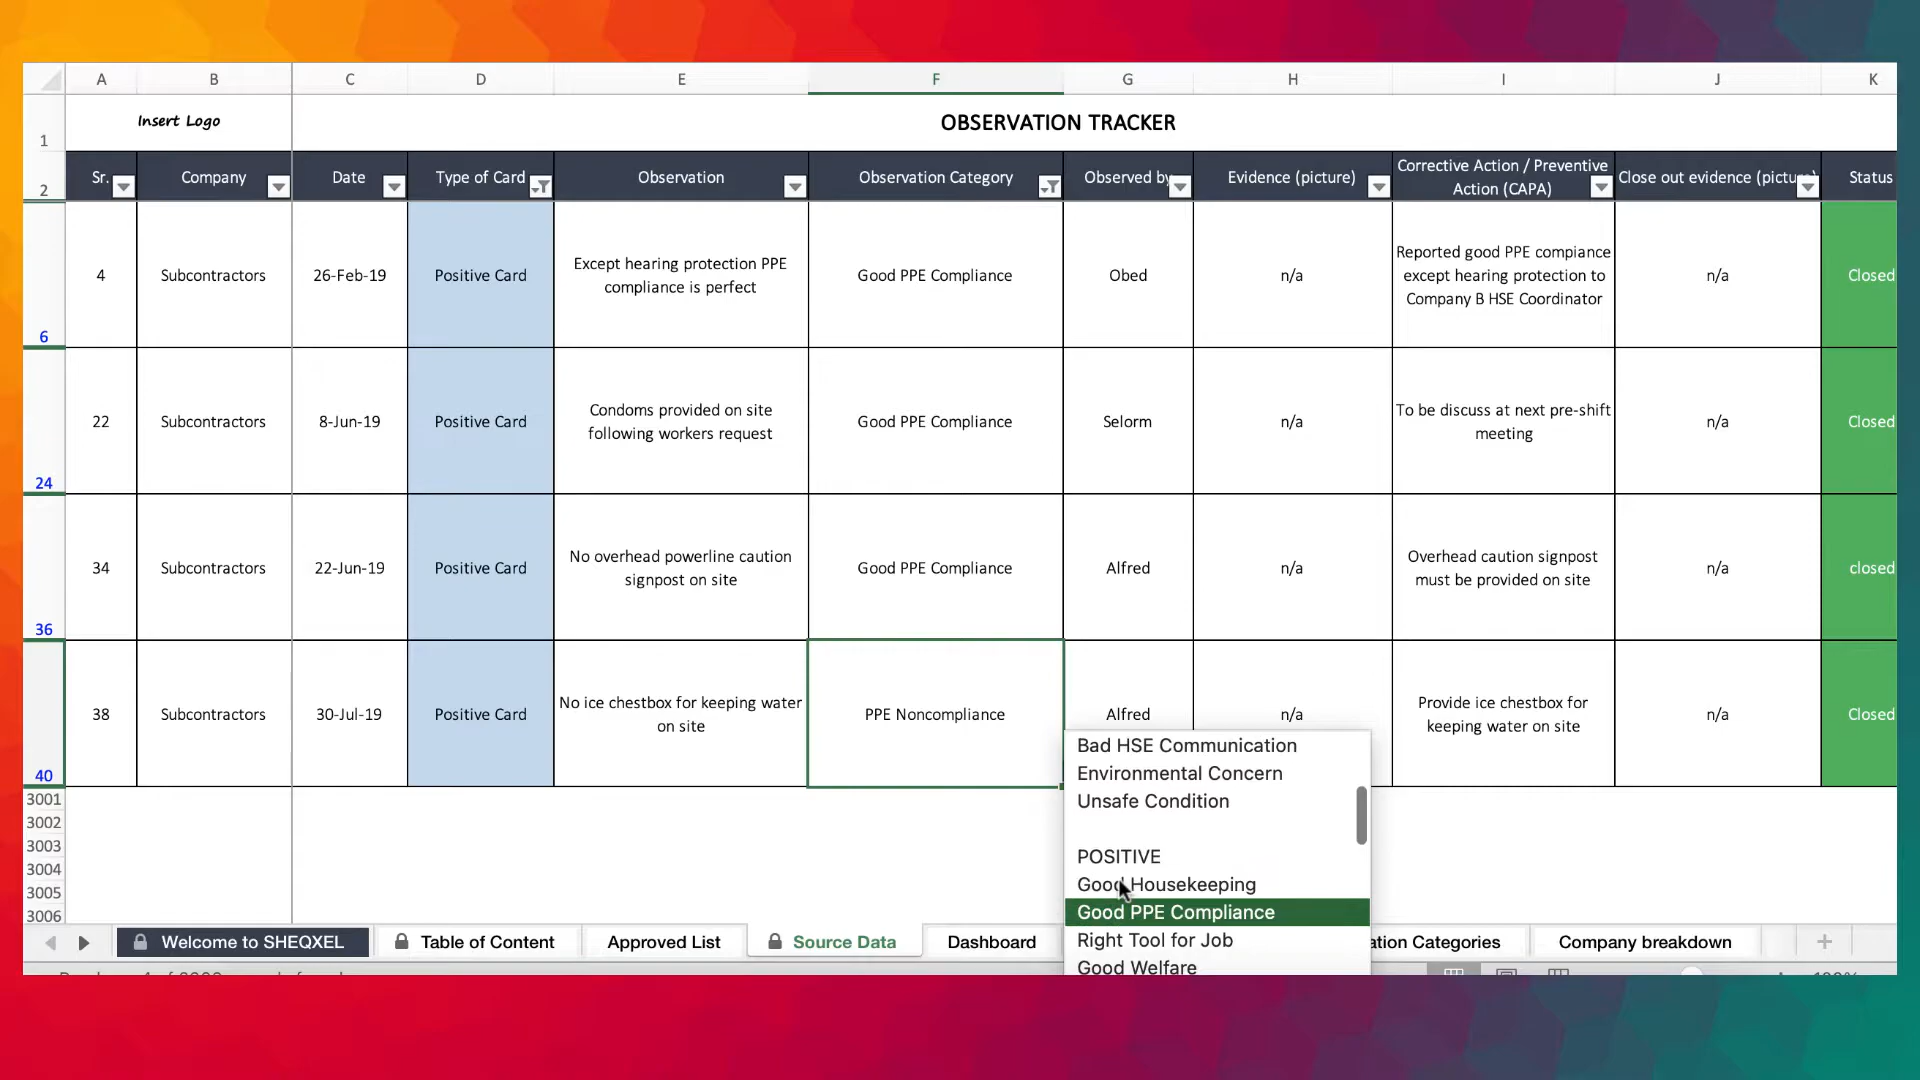 A B C D E F G H I J K
1 Insert Logo OBSERVATION TRACKER
2 Sr. Company Date Type of Card Observation Observation Category Observed by Evidence (picture) Corrective Action / Preventive Action (CAPA) Close out evidence (picture) Status
6 4 Subcontractors 26-Feb-19 Positive Card Except hearing protection PPE compliance is perfect Good PPE Compliance Obed n/a Reported good PPE compliance except hearing protection to Company B HSE Coordinator n/a Closed
24 22 Subcontractors 8-Jun-19 Positive Card Condoms provided on site following workers request Good PPE Compliance Selorm n/a To be discuss at next pre-shift meeting n/a Closed
36 34 Subcontractors 22-Jun-19 Positive Card No overhead powerline caution signpost on site Good PPE Compliance Alfred n/a Overhead caution signpost must be provided on site n/a closed
40 38 Subcontractors 30-Jul-19 Positive Card No ice chestbox for keeping water on site PPE Noncompliance Alfred n/a Provide ice chestbox for keeping water on site n/a Closed
Bad HSE Communication
Environmental Concern
Unsafe Condition
POSITIVE
Good Housekeeping
Good PPE Compliance
Right Tool for Job
Good Welfare
3001
3002
3003
3004
3005
3006
Welcome to SHEQXEL Table of Content Approved List Source Data Dashboard Categories Company breakdown